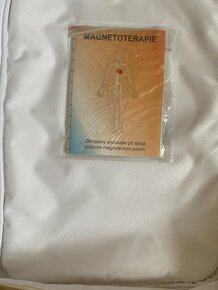 MAGNETOTERAPIE
Obrazový průvodce při léčbě
pulzním magnetickým polem